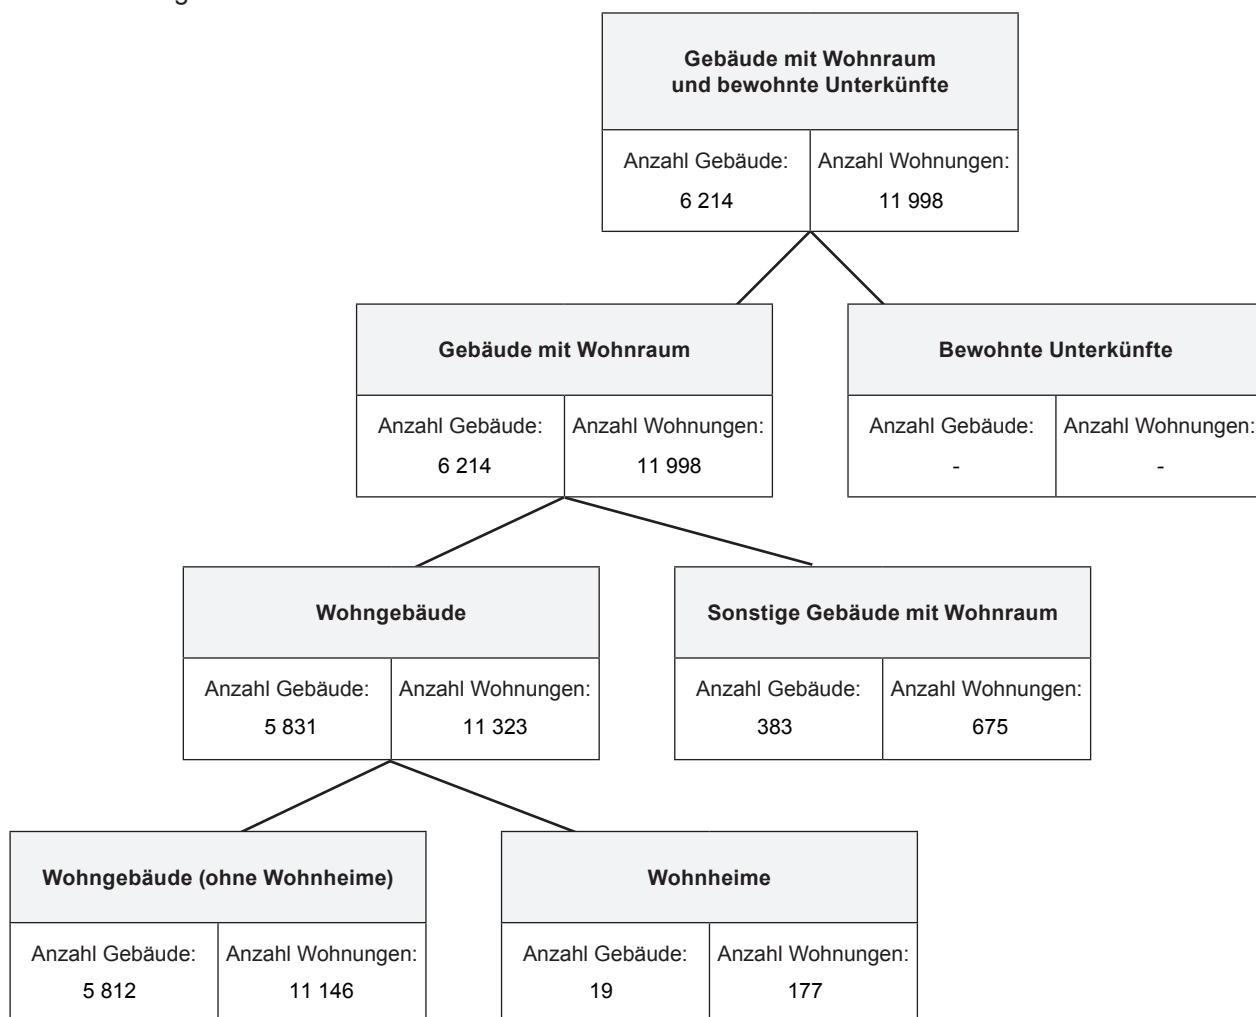 g
Gebäude mit Wohnraum
und bewohnte Unterkünfte
Anzahl Gebäude: Anzahl Wohnungen:
6 214 11 998
Gebäude mit Wohnraum Bewohnte Unterkünfte
Anzahl Gebäude: Anzahl Wohnungen: Anzahl Gebäude: Anzahl Wohnungen:
6 214 11 998 - -
Wohngebäude Sonstige Gebäude mit Wohnraum
Anzahl Gebäude: Anzahl Wohnungen: Anzahl Gebäude: Anzahl Wohnungen:
5 831 11 323 383 675
Wohngebäude (ohne Wohnheime) Wohnheime
Anzahl Gebäude: Anzahl Wohnungen: Anzahl Gebäude: Anzahl Wohnungen:
5 812 11 146 19 177